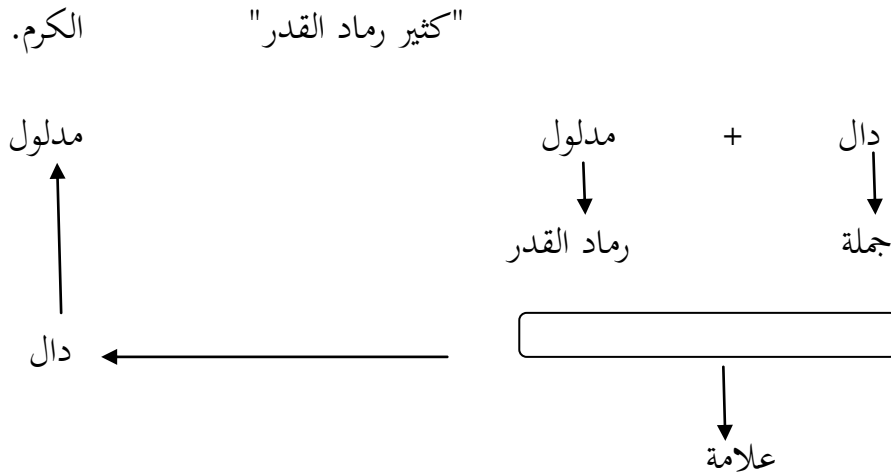 "كثير رماد القدر" الكرم.
دال + مدلول مدلول
جملة رماد القدر
دال
علامة